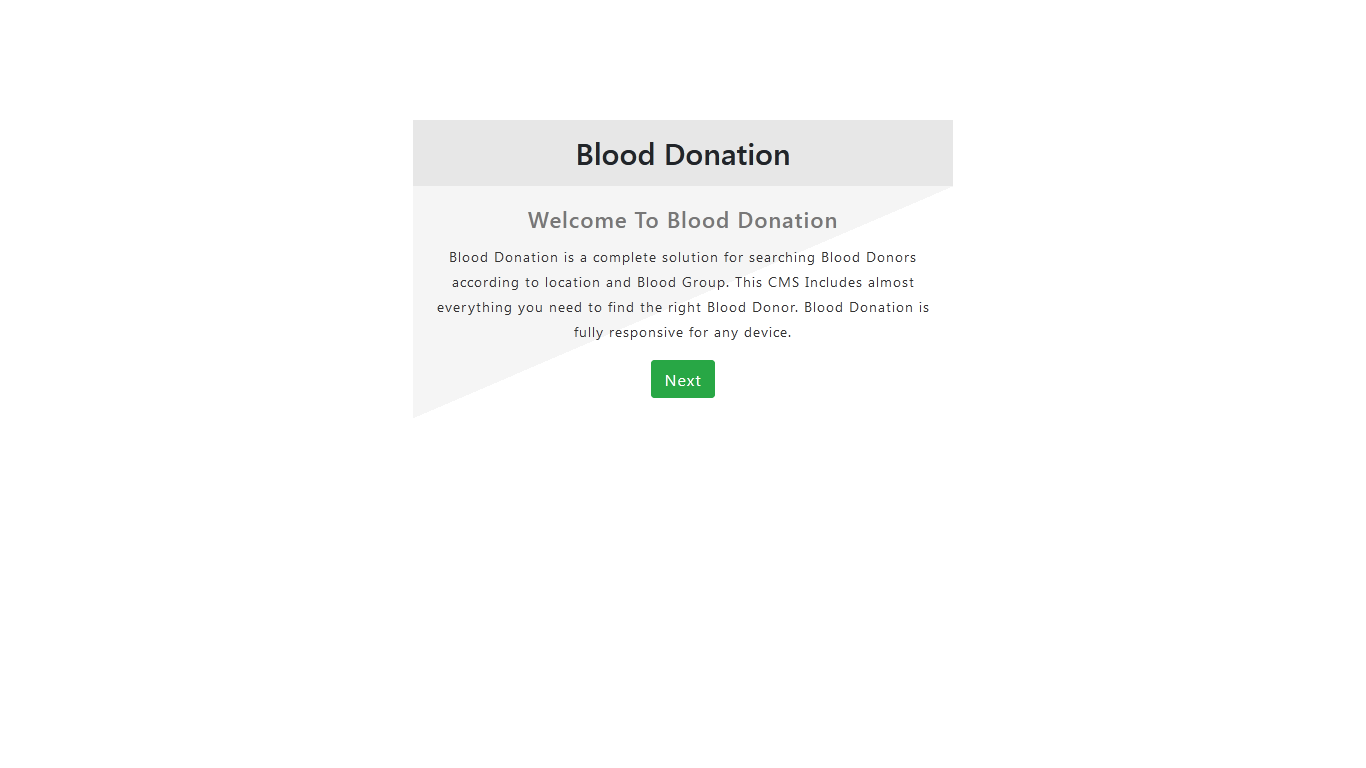 Blood Donation
Welcome To Blood Donation
Blood Donation is a complete solution for searching Blood Donors
according to location and Blood Group. This CMS Includes almost
everything you need to find the right Blood Donor. Blood Donation is
fully responsive for any device.
Next